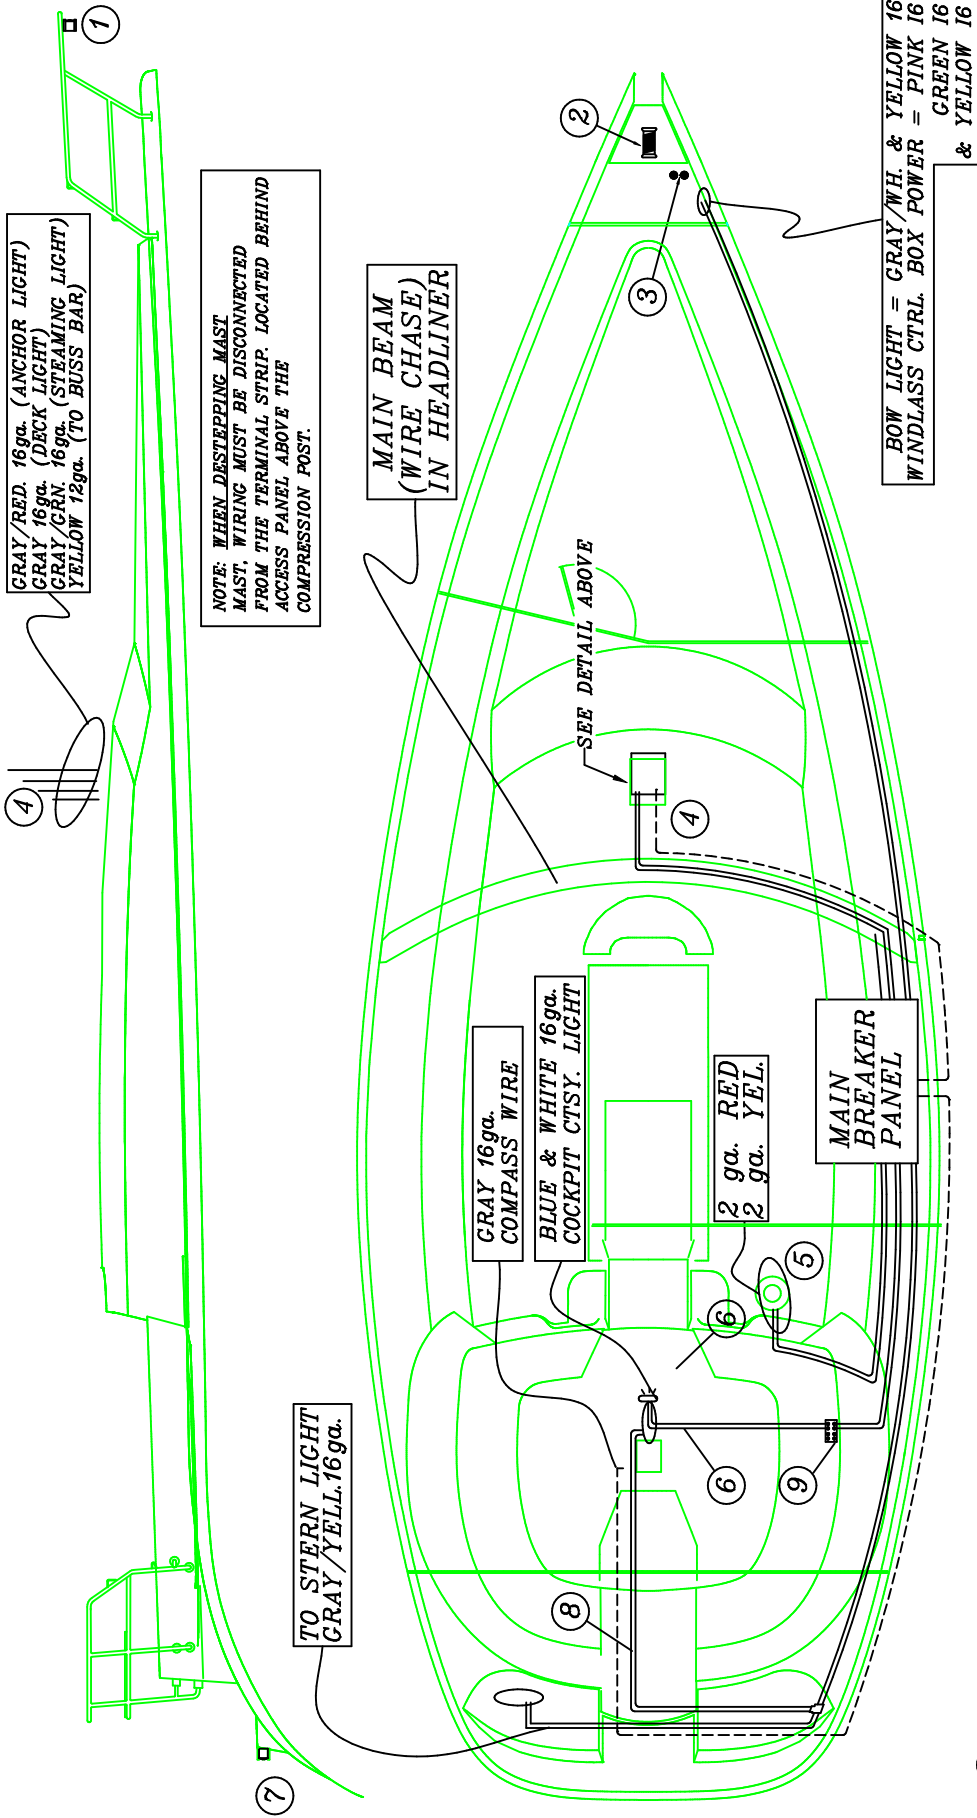 GRAY/RED. 16ga. (ANCHOR LIGHT)
GRAY 16ga. (DECK LIGHT)
GRAY/GRN. 16ga. (STEAMING LIGHT)
YELLOW 12ga. (TO BUSS BAR)
NOTE: WHEN DESTEPPING MAST
MAST, WIRING MUST BE DISCONNECTED
FROM THE TERMINAL STRIP. LOCATED BEHIND
ACCESS PANEL ABOVE THE
COMPRESSION POST.
1
4
7
TO STERN LIGHT
GRAY/YELL.16ga.
MAIN BEAM
(WIRE CHASE)
IN HEADLINER
GRAY 16ga.
COMPASS WIRE
BLUE & WHITE 16ga.
COCKPIT CTSY. LIGHT
SEE DETAIL ABOVE
2
3
4
2 ga. RED
2 ga. YEL.
5
6
6
8
9
MAIN
BREAKER
PANEL
BOW LIGHT = GRAY/WH. & YELLOW 16
WINDLASS CTRL. BOX POWER = PINK 16
GREEN 16
& YELLOW 16